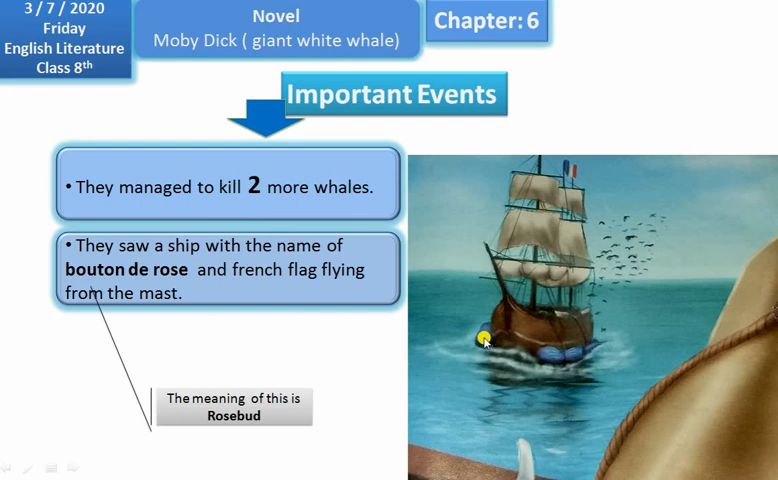 3 / 7 / 2020
Friday
English Literature
Class 8th
Novel
Moby Dick ( giant white whale)
Chapter: 6
Important Events
• They managed to kill 2 more whales.
• They saw a ship with the name of
bouton de rose and french flag flying
from the mast.
The meaning of this is
Rosebud